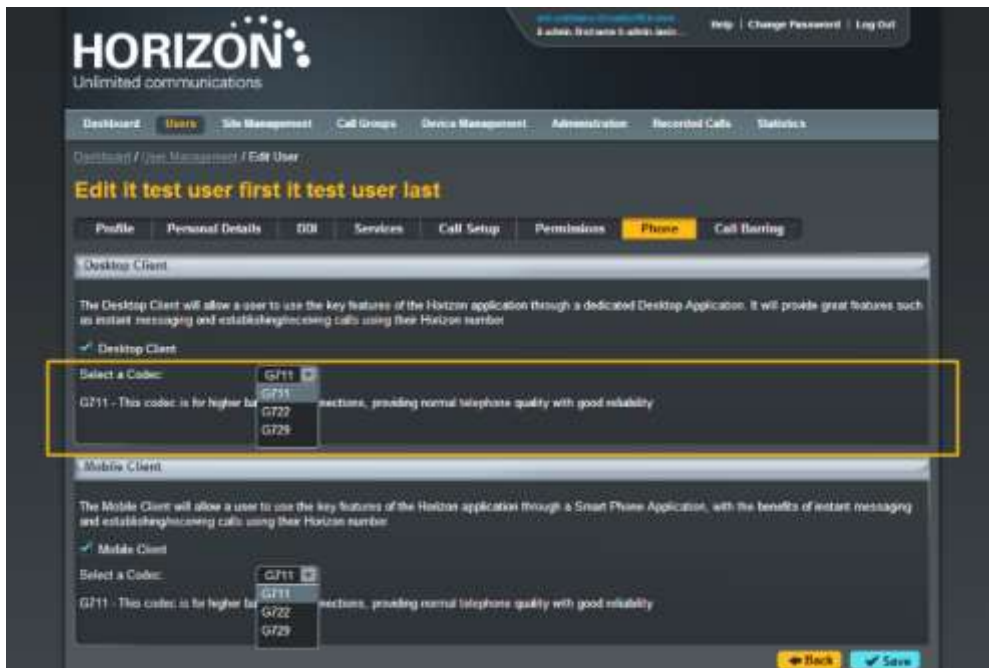 HORIZON
Unlimited communications
Help | Change Password | Log Out
Dashboard Users Site Management Call Groups Device Management Administration Recorded Calls Statistics
Dashboard / User Management / Edit User
Edit it test user first it test user last
Profile Personal Details DDI Services Call Setup Permissions Phone Call Barring
Desktop Client
The Desktop Client will allow a user to use the key features of the Horizon application through a dedicated Desktop Application. It will provide great features such
as instant messaging and establishing/receiving calls using their Horizon number
Desktop Client
Select a Codec: G711
G711
G711 - This codec is for higher ba nections, providing normal telephone quality with good reliability
G722
G729
Mobile Client
The Mobile Client will allow a user to use the key features of the Horizon application through a Smart Phone Application, with the benefits of instant messaging
and establishing/receiving calls using their Horizon number
Mobile Client
Select a Codec: G711
G711
G711 - This codec is for higher ba nections, providing normal telephone quality with good reliability
G722
G729
Back Save